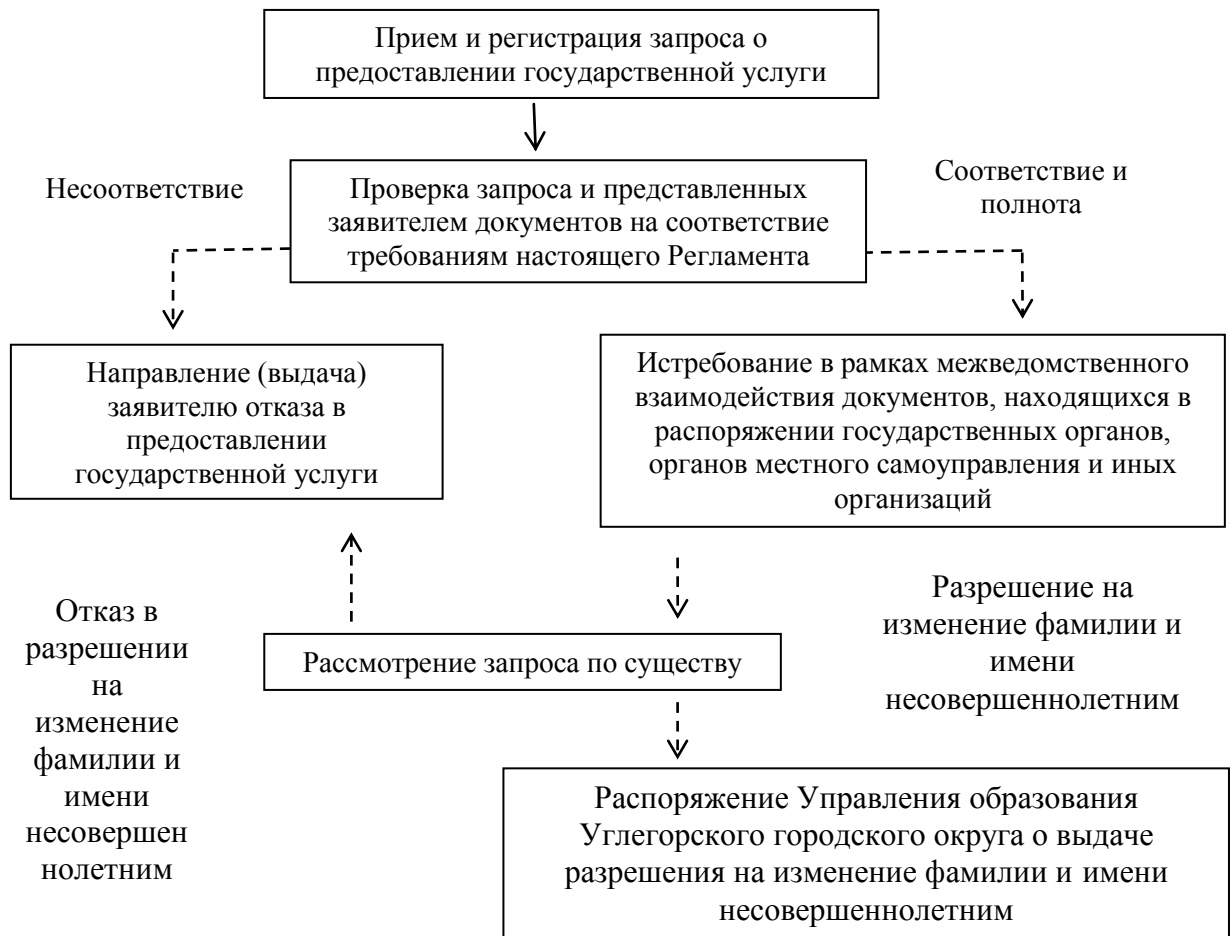 Прием и регистрация запроса о
предоставлении государственной услуги
Несоответствие
Проверка запроса и представленных
заявителем документов на соответствие
требованиям настоящего Регламента
Соответствие и
полнота
Направление (выдача)
заявителю отказа в
предоставлении
государственной услуги
Истребование в рамках межведомственного
взаимодействия документов, находящихся в
распоряжении государственных органов,
органов местного самоуправления и иных
организаций
Отказ в
разрешении
на
изменение
фамилии и
имени
несовершен
нолетним
Рассмотрение запроса по существу
Разрешение на
изменение фамилии и
имени
несовершеннолетним
Распоряжение Управления образования
Углегорского городского округа о выдаче
разрешения на изменение фамилии и имени
несовершеннолетним